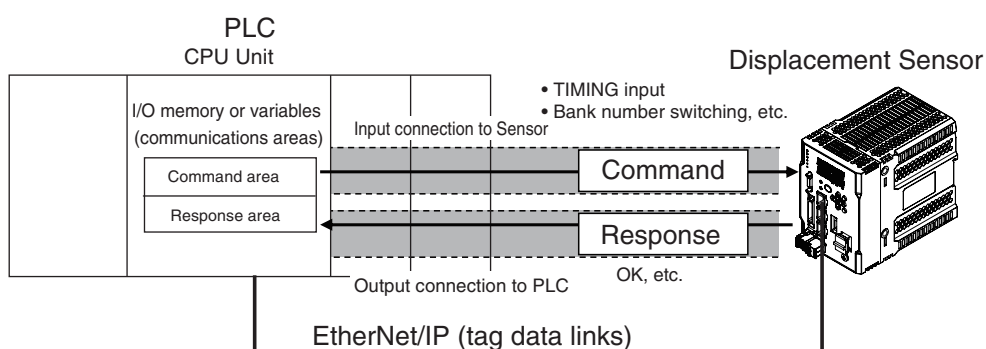 PLC
CPU Unit
Displacement Sensor
I/O memory or variables
(communications areas)
• TIMING input
• Bank number switching, etc.
Input connection to Sensor
Command area
Command
Response area
Response
OK, etc.
Output connection to PLC
EtherNet/IP (tag data links)